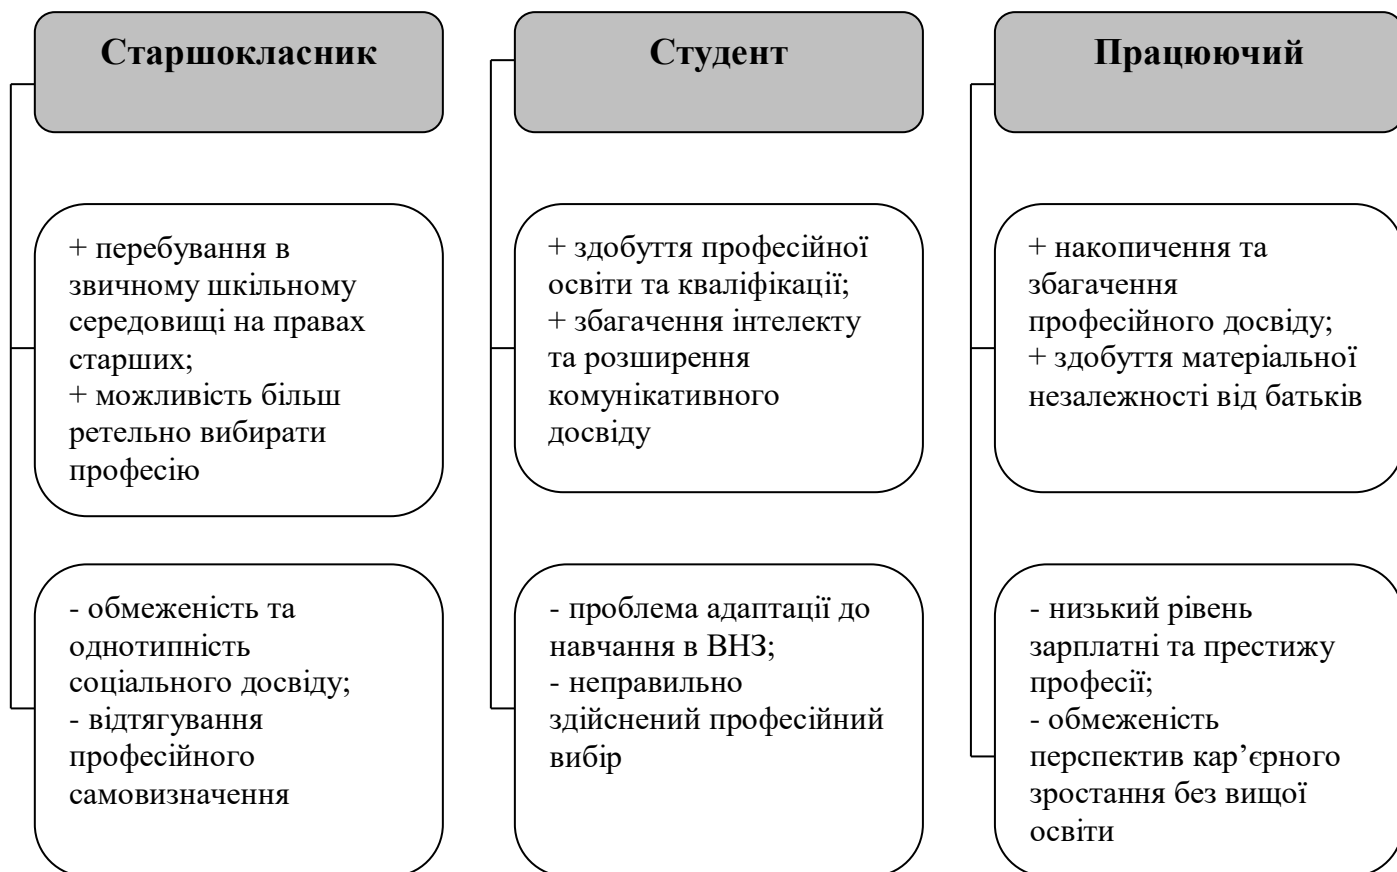 Старшокласник
+ перебування в
звичному шкільному
середовищі на правах
старших;
+ можливість більш
ретельно вибирати
професію
- обмеженість та
однотипність
соціального досвіду;
- відтягування
професійного
самовизначення
Студент
+ здобуття професійної
освіти та кваліфікації;
+ збагачення інтелекту
та розширення
комунікативного
досвіду
- проблема адаптації до
навчання в ВНЗ;
- неправильно
здійснений професійний
вибір
Працюючий
+ накопичення та
збагачення
професійного досвіду;
+ здобуття матеріальної
незалежності від батьків
- низький рівень
зарплатні та престижу
професії;
- обмеженість
перспектив кар’єрного
зростання без вищої
освіти